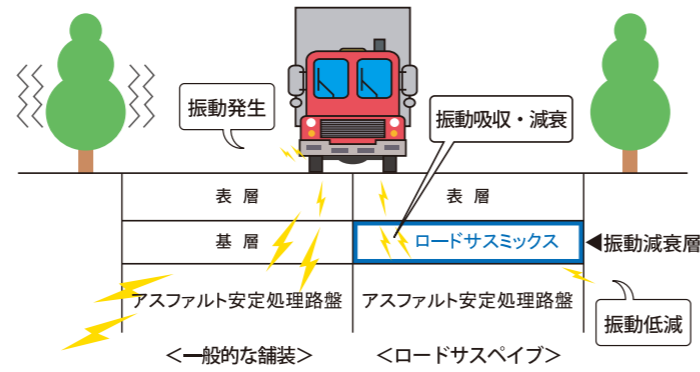 振動発生
振動吸収・減衰
表 層
表 層
基 層
ロードサスミックス
振動減衰層
アスファルト安定処理路盤
アスファルト安定処理路盤
振動低減
＜一般的な舗装＞
＜ロードサスペイブ＞